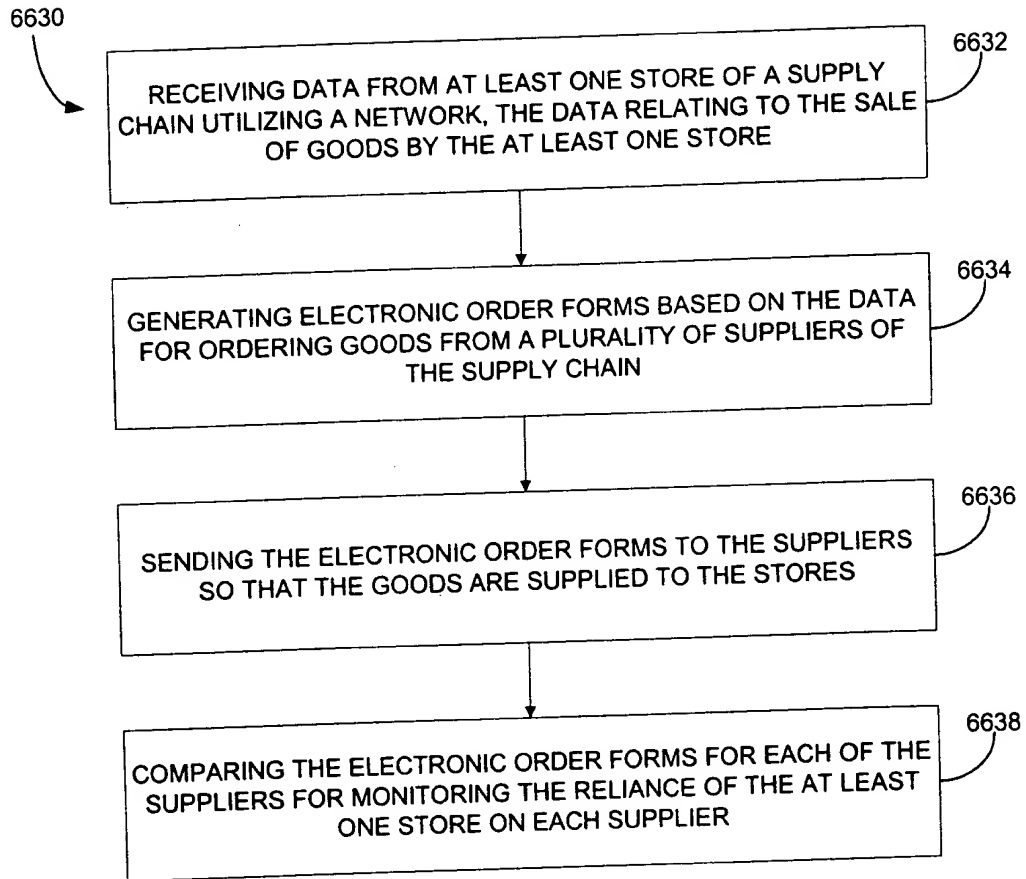 6630
6632
RECEIVING DATA FROM AT LEAST ONE STORE OF A SUPPLY
CHAIN UTILIZING A NETWORK, THE DATA RELATING TO THE SALE
OF GOODS BY THE AT LEAST ONE STORE
6634
GENERATING ELECTRONIC ORDER FORMS BASED ON THE DATA
FOR ORDERING GOODS FROM A PLURALITY OF SUPPLIERS OF
THE SUPPLY CHAIN
6636
SENDING THE ELECTRONIC ORDER FORMS TO THE SUPPLIERS
SO THAT THE GOODS ARE SUPPLIED TO THE STORES
6638
COMPARING THE ELECTRONIC ORDER FORMS FOR EACH OF THE
SUPPLIERS FOR MONITORING THE RELIANCE OF THE AT LEAST
ONE STORE ON EACH SUPPLIER